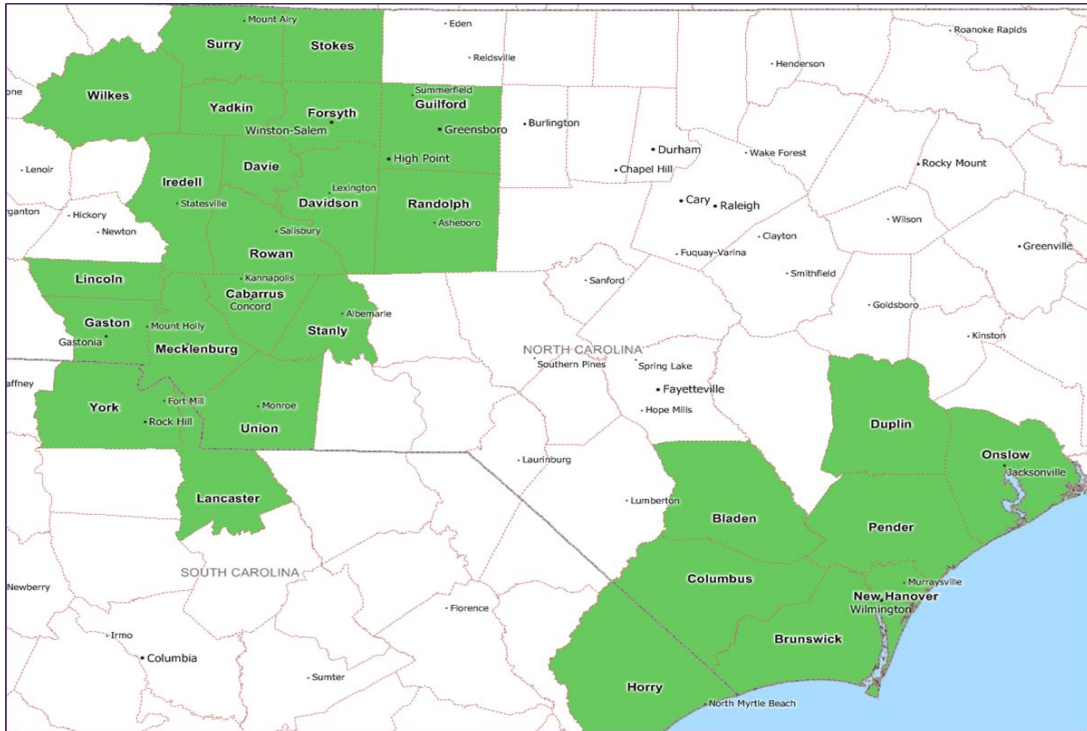 Mount Airy
Eden
Roanoke Rapids
Surry
Stokes
Reidsville
Henderson
Wilkes
Summerfield
one
Yadkin
Forsyth
Guilford
Winston-Salem
Greensboro
Burlington
Durham
Wake Forest
High Point
Chapel Hill
Rocky Mount
Lenoir
Davie
Iredell
Lexington
Statesville
Davidson
Randolph
Cary
Raleigh
rganton
Hickory
Asheboro
Wilson
Newton
Salisbury
Clayton
Greenville
Rowan
Fuquay-Varina
Lincoln
Kannapolis
Sanford
Smithfield
Cabarrus
Concord
Goldsboro
Gaston
Mount Holly
Albemarle
Stanly
Gastonia
Mecklenburg
NORTH CAROLINA
Kinston
Southern Pines
Spring Lake
affney
Fayetteville
York
Fort Mill
Monroe
Hope Mills
Rock Hill
Union
Duplin
Onslow
Laurinburg
Jacksonville
Lancaster
Lumberton
Bladen
Pender
SOUTH CAROLINA
Columbus
Newberry
Murraysville
New Hanover
Wilmington
Florence
Irmo
Brunswick
Columbia
Sumter
Horry
North Myrtle Beach